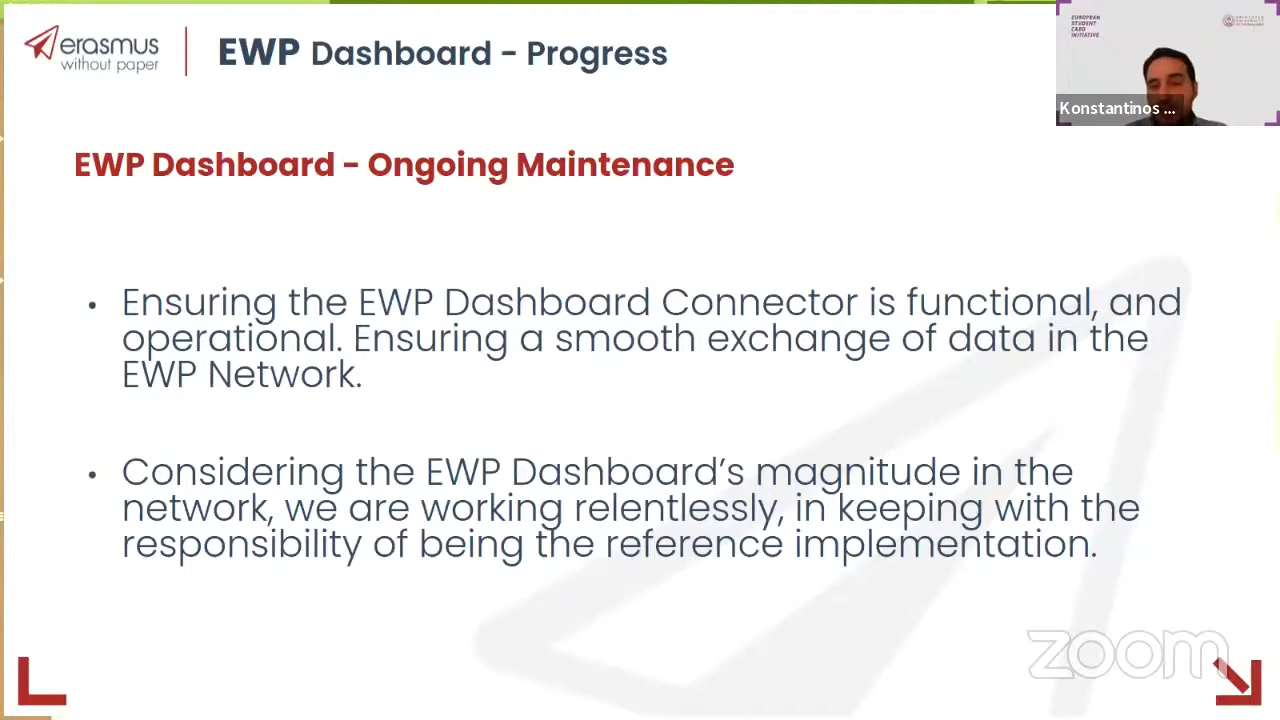 erasmus
without paper
EWP Dashboard - Progress
EUROPEAN
STUDENT
CARD
INITIATIVE
Konstantinos ...
EWP Dashboard - Ongoing Maintenance
• Ensuring the EWP Dashboard Connector is functional, and
operational. Ensuring a smooth exchange of data in the
EWP Network.
• Considering the EWP Dashboard’s magnitude in the
network, we are working relentlessly, in keeping with the
responsibility of being the reference implementation.
zoom